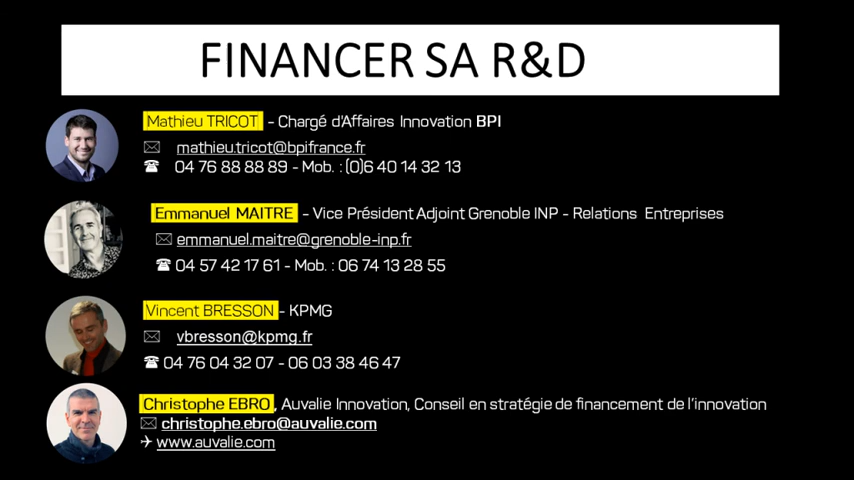 FINANCER SA R&D
Mathieu TRICOT - Chargé d'Affaires Innovation BPI
mathieu.tricot@bpifrance.fr
04 76 88 88 89 - Mob. : (0)6 40 14 32 13
Emmanuel MAITRE - Vice Président Adjoint Grenoble INP - Relations Entreprises
emmanuel.maitre@grenoble-inp.fr
04 57 42 17 61 - Mob. : 06 74 13 28 55
Vincent BRESSON - KPMG
vbresson@kpmg.fr
04 76 04 32 07 - 06 03 38 46 47
Christophe EBRO, Auvalie Innovation, Conseil en stratégie de financement de l'innovation
christophe.ebro@auvalie.com
www.auvalie.com